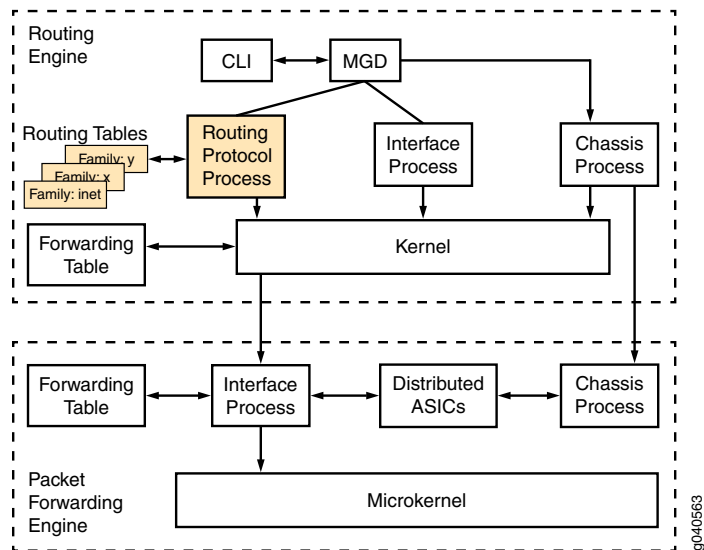 Routing
Engine
CLI
MGD
Routing Tables
Family: y
Family: x
Family: inet
Routing
Protocol
Process
Interface
Process
Chassis
Process
Forwarding
Table
Kernel
Forwarding
Table
Interface
Process
Distributed
ASICs
Chassis
Process
Packet
Forwarding
Engine
Microkernel
g040563